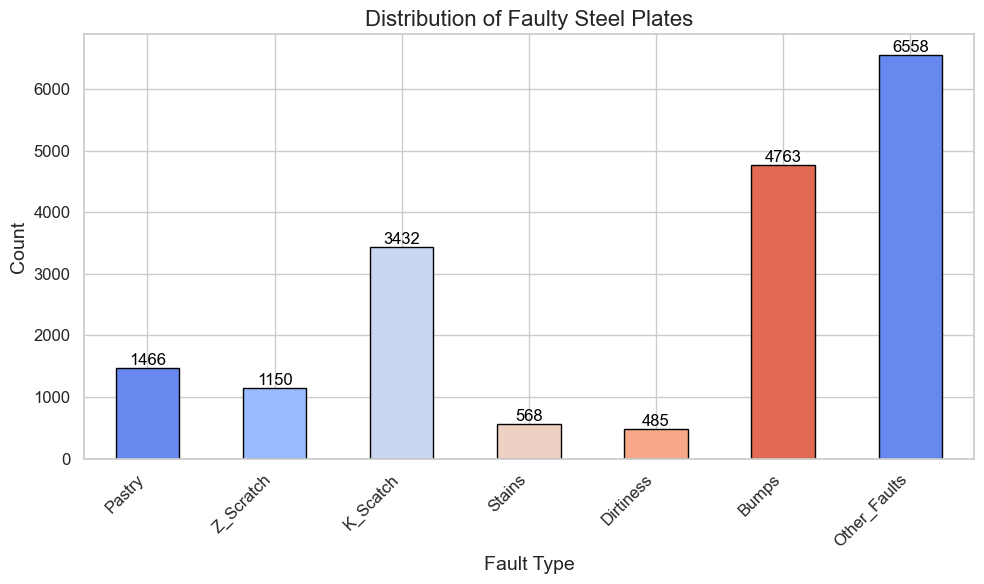 Distribution of Faulty Steel Plates
6558
6000
5000
4763
4000
3432
3000
2000
1466
1150
1000
568
485
0
Count
Pastry
Z_Scratch
K_Scatch
Stains
Dirtiness
Bumps
Other_Faults
Fault Type